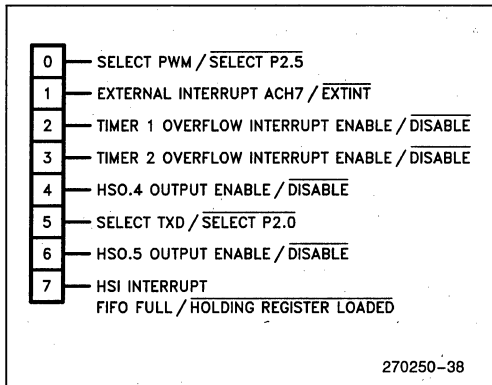 0 SELECT PWM / SELECT P2.5
1 EXTERNAL INTERRUPT ACH7 / EXTINT
2 TIMER 1 OVERFLOW INTERRUPT ENABLE / DISABLE
3 TIMER 2 OVERFLOW INTERRUPT ENABLE / DISABLE
4 HSO.4 OUTPUT ENABLE / DISABLE
5 SELECT TXD / SELECT P2.0
6 HSO.5 OUTPUT ENABLE / DISABLE
7 HSI INTERRUPT
FIFO FULL / HOLDING REGISTER LOADED
270250-38